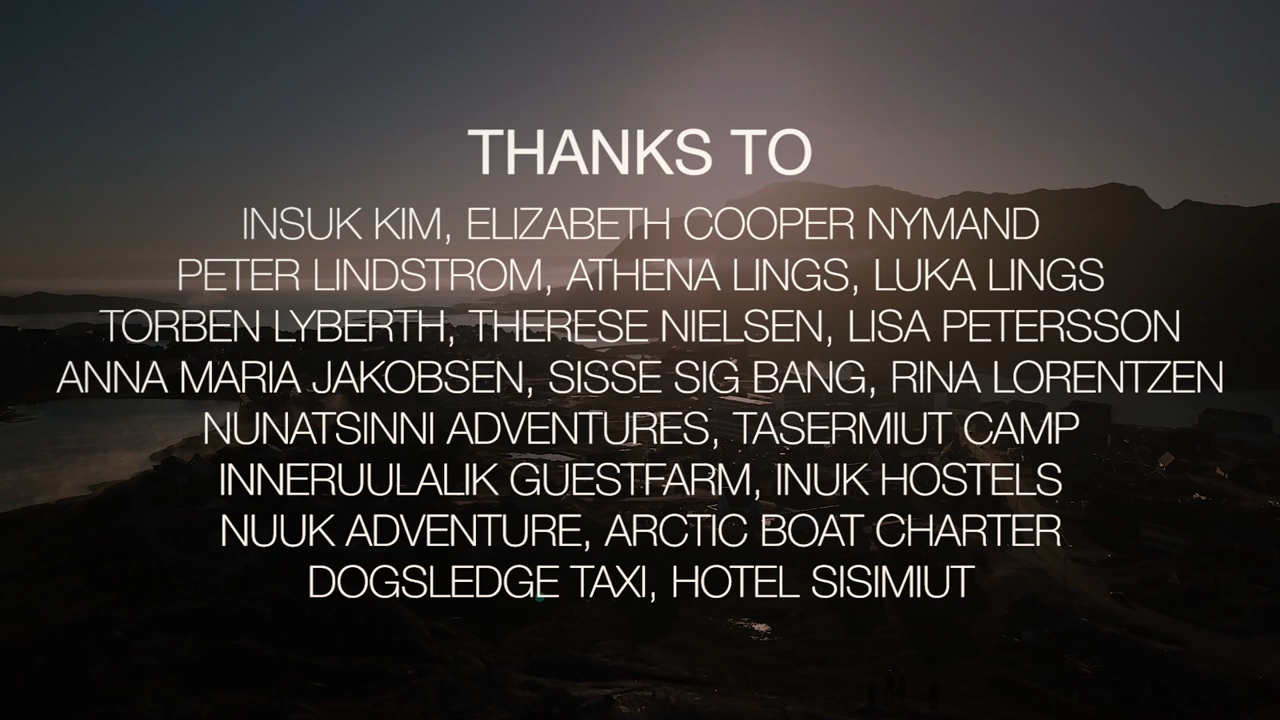 THANKS TO
INSUK KIM, ELIZABETH COOPER NYMAND
PETER LINDSTROM, ATHENA LINGS, LUKA LINGS
TORBEN LYBERTH, THERESE NIELSEN, LISA PETERSSON
ANNA MARIA JAKOBSEN, SISSE SIG BANG, RINA LORENTZEN
NUNATSINNI ADVENTURES, TASERMIUT CAMP
INNERUULALIK GUESTFARM, INUK HOSTELS
NUUK ADVENTURE, ARCTIC BOAT CHARTER
DOGSLEDGE TAXI, HOTEL SISIMIUT